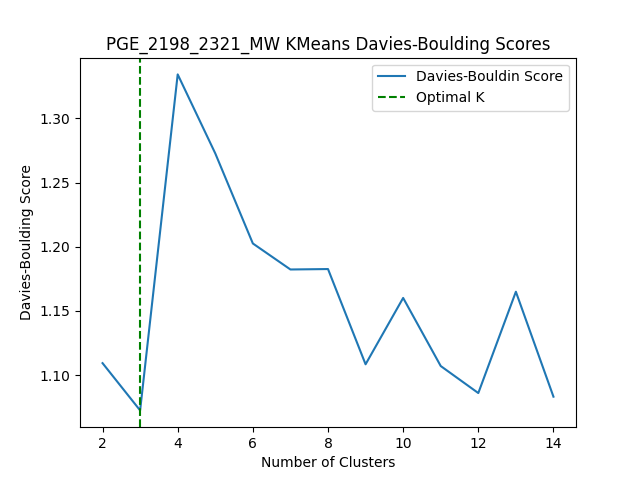 PGE_2198_2321_MW KMeans Davies-Boulding Scores
Davies-Bouldin Score
Optimal K
Davies-Boulding Score
1.30
1.25
1.20
1.15
1.10
2 4 6 8 10 12 14
Number of Clusters